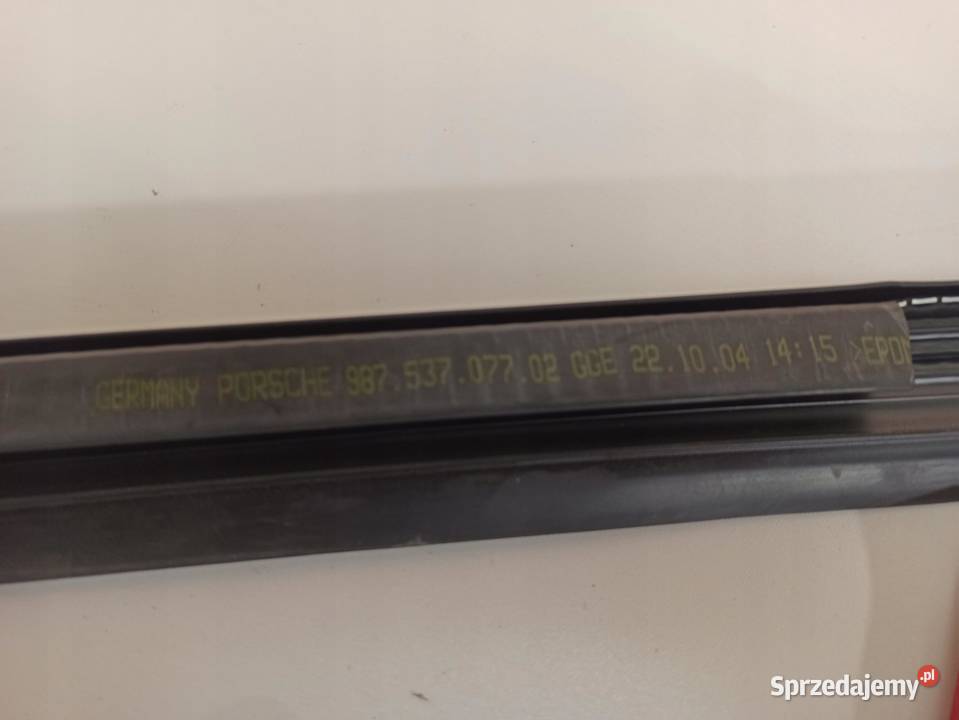 GERMANY PORSCHE 987.537.077.02 GGE 22.10.04 14:15 >EPDM
Sprzedajemy.pl